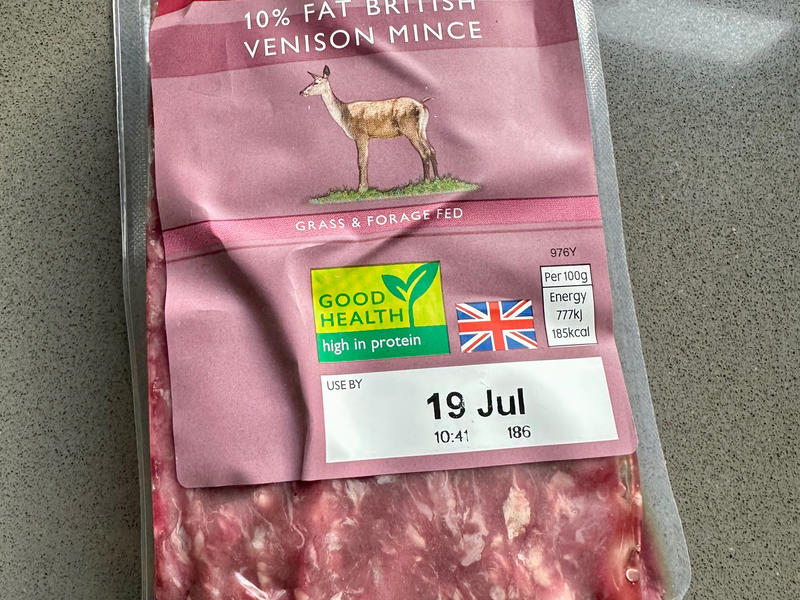 10% FAT BRITISH
VENISON MINCE
GRASS & FORAGE FED
976Y
GOOD
HEALTH
high in protein
Per 100g
Energy
777kJ
185kcal
USE BY
19 Jul
10:41 186